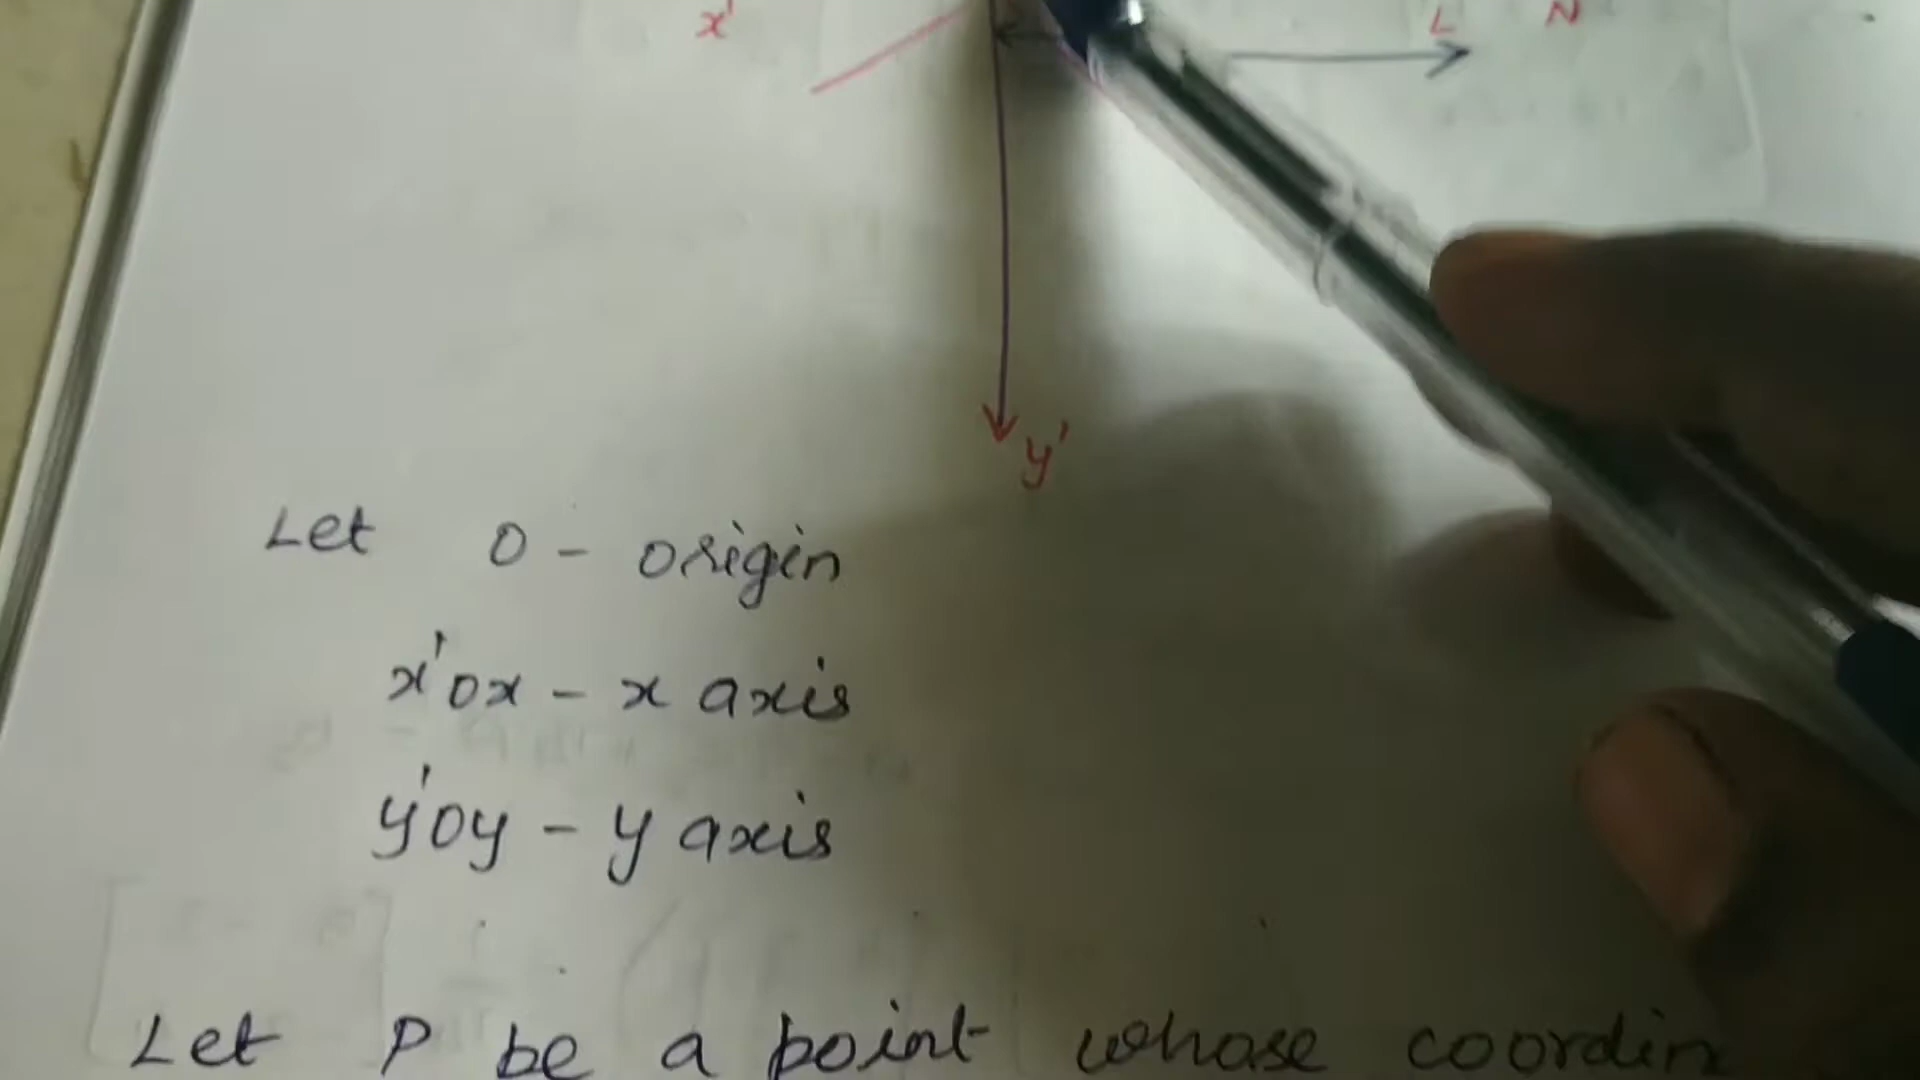 x' L N
y'
Let O - origin
x'ox - x axis
y'oy - y axis
Let P be a point whose coordin